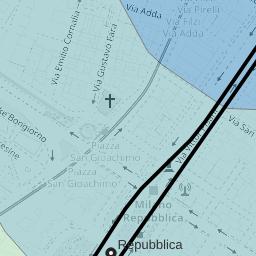 Via Adda
Via Pirelli
Via Filzi
Via Adda
Via Emilio Cornalia
Via Gustavo Fara
Via San
Bongiorno
Piazza
San Gioachimo
Piazza
San Gioachimo
Milano
Repubblica
Repubblica